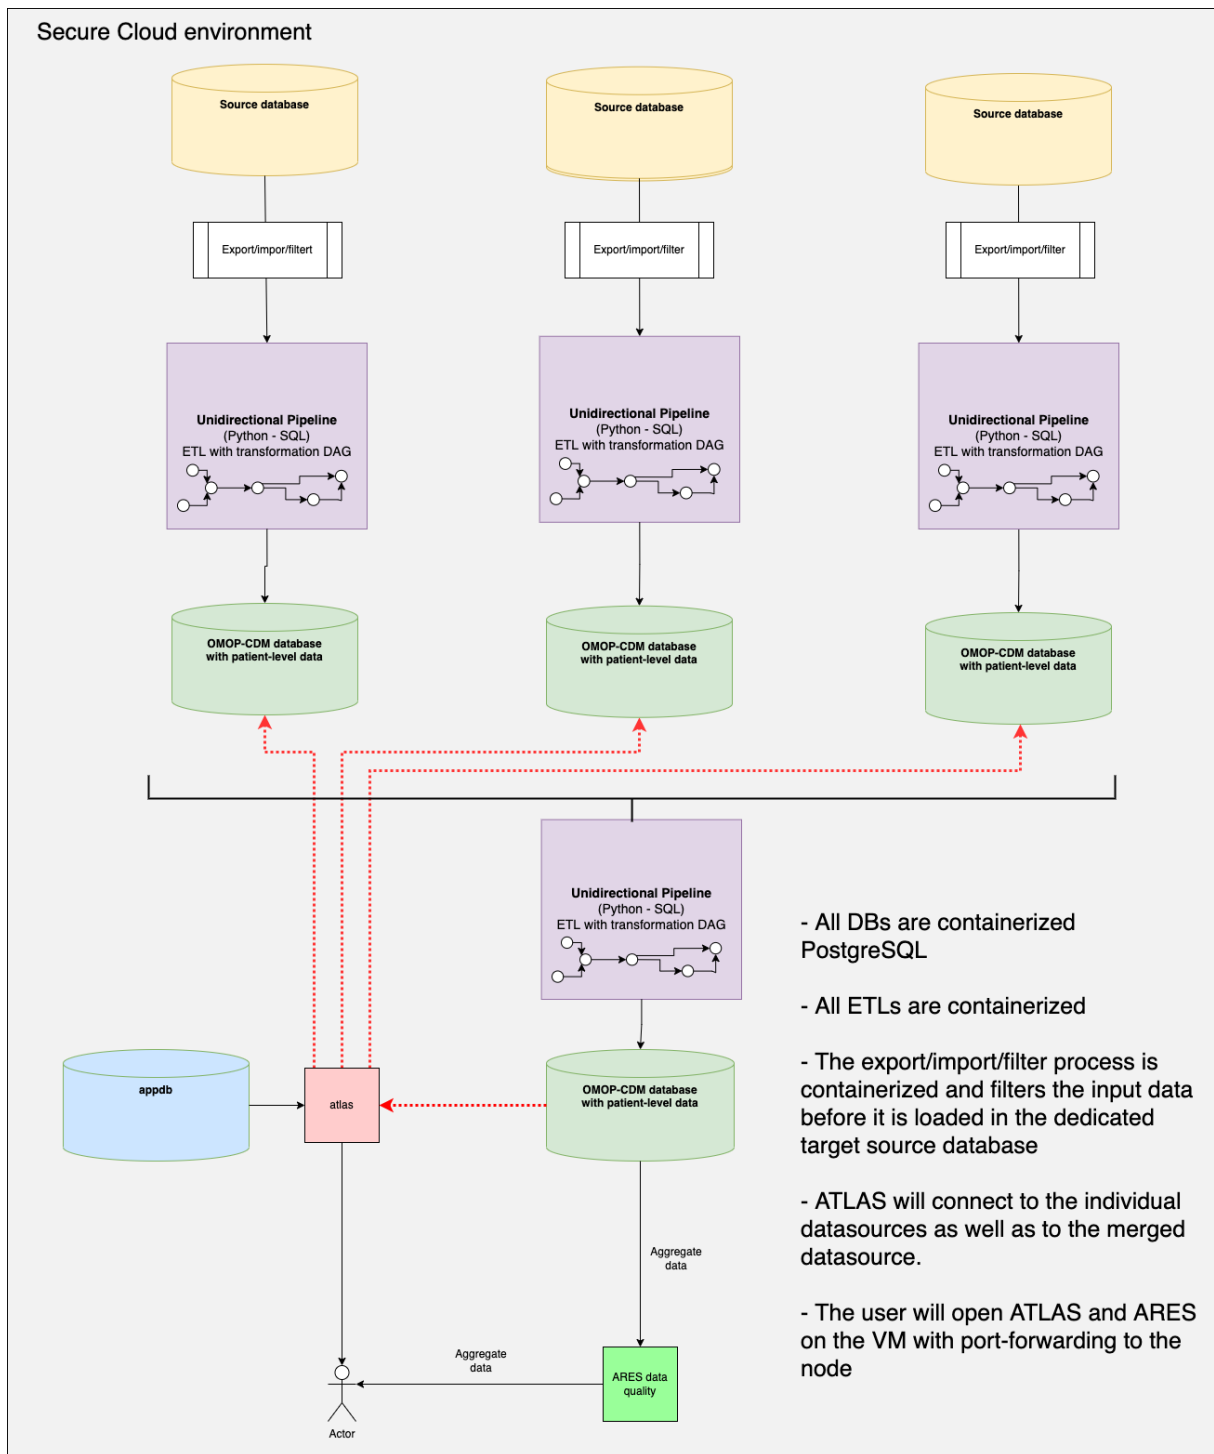 Secure Cloud environment
Source database
Source database
Source database
Export/impor/filtert
Export/import/filter
Export/import/filter
Unidirectional Pipeline
(Python - SQL)
ETL with transformation DAG
Unidirectional Pipeline
(Python - SQL)
ETL with transformation DAG
Unidirectional Pipeline
(Python - SQL)
ETL with transformation DAG
OMOP-CDM database
with patient-level data
OMOP-CDM database
with patient-level data
OMOP-CDM database
with patient-level data
Unidirectional Pipeline
(Python - SQL)
ETL with transformation DAG
appdb
atlas
OMOP-CDM database
with patient-level data
Aggregate
data
Aggregate
data
ARES data
quality
Actor
- All DBs are containerized
PostgreSQL
- All ETLs are containerized
- The export/import/filter process is
containerized and filters the input data
before it is loaded in the dedicated
target source database
- ATLAS will connect to the individual
datasources as well as to the merged
datasource.
- The user will open ATLAS and ARES
on the VM with port-forwarding to the
node